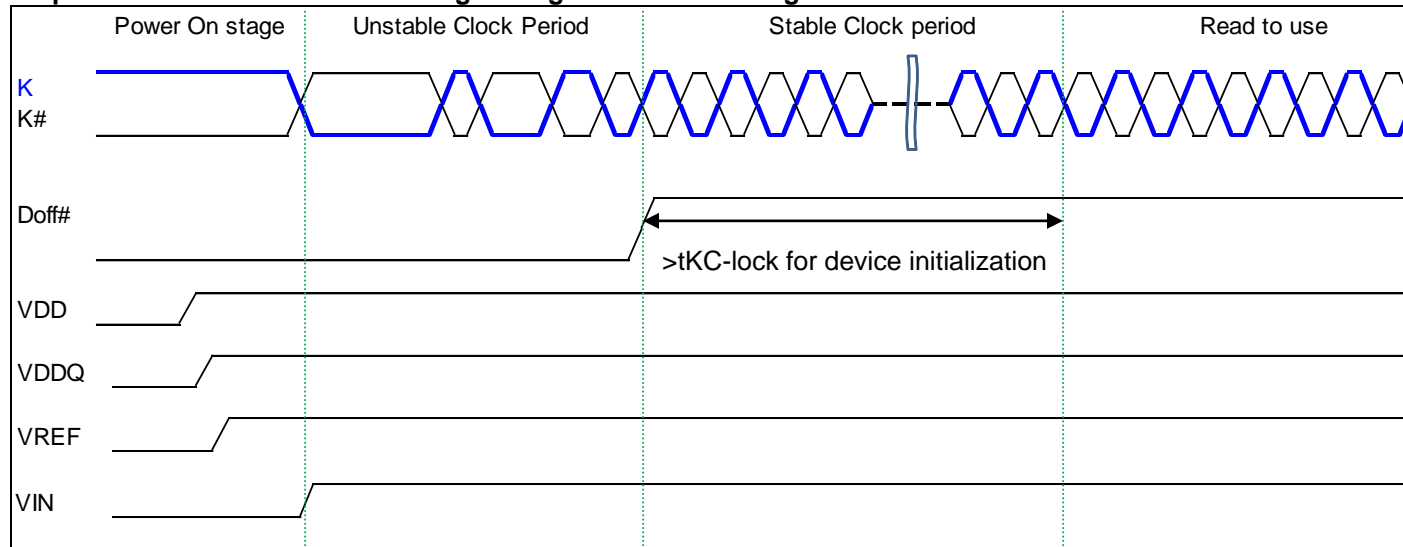 Power On stage
Unstable Clock Period
Stable Clock period
Read to use
K
K#
Doff#
>tKC-lock for device initialization
VDD
VDDQ
VREF
VIN